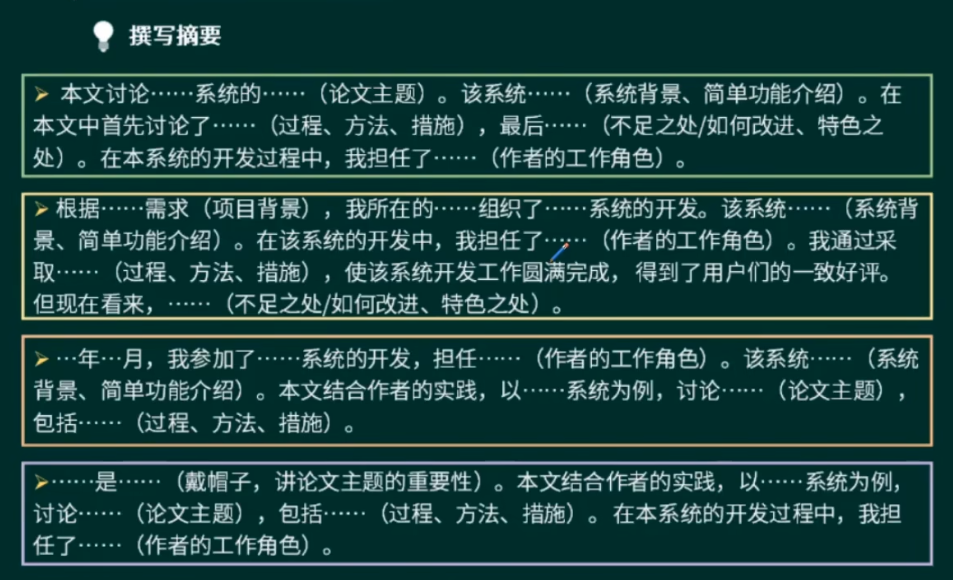 撰写摘要
➢ 本文讨论……系统的……（论文主题）。该系统……（系统背景、简单功能介绍）。在
本文中首先讨论了……（过程、方法、措施），最后……（不足之处/如何改进、特色之
处）。在本系统的开发过程中，我担任了……（作者的工作角色）。
➢ 根据……需求（项目背景），我所在的……组织了……系统的开发。该系统……（系统背
景、简单功能介绍）。在该系统的开发中，我担任了……（作者的工作角色）。我通过采
取……（过程、方法、措施），使该系统开发工作圆满完成，得到了用户们的一致好评。
但现在看来，……（不足之处/如何改进、特色之处）。
➢ …年…月，我参加了……系统的开发，担任……（作者的工作角色）。该系统……（系统
背景、简单功能介绍）。本文结合作者的实践，以……系统为例，讨论……（论文主题），
包括……（过程、方法、措施）。
➢……是……（戴帽子，讲论文主题的重要性）。本文结合作者的实践，以……系统为例，
讨论……（论文主题），包括……（过程、方法、措施）。在本系统的开发过程中，我担
任了……（作者的工作角色）。